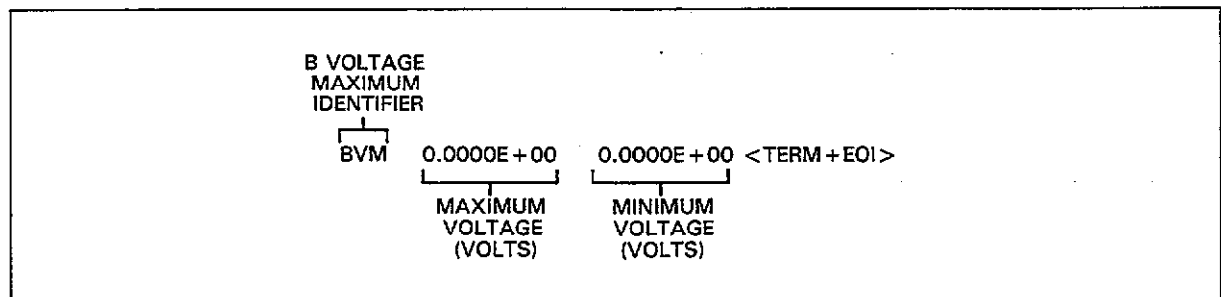 B VOLTAGE
MAXIMUM
IDENTIFIER
BVM 0.0000E+00 0.0000E+00 <TERM+EOI>
MAXIMUM
VOLTAGE
(VOLTS)
MINIMUM
VOLTAGE
(VOLTS)